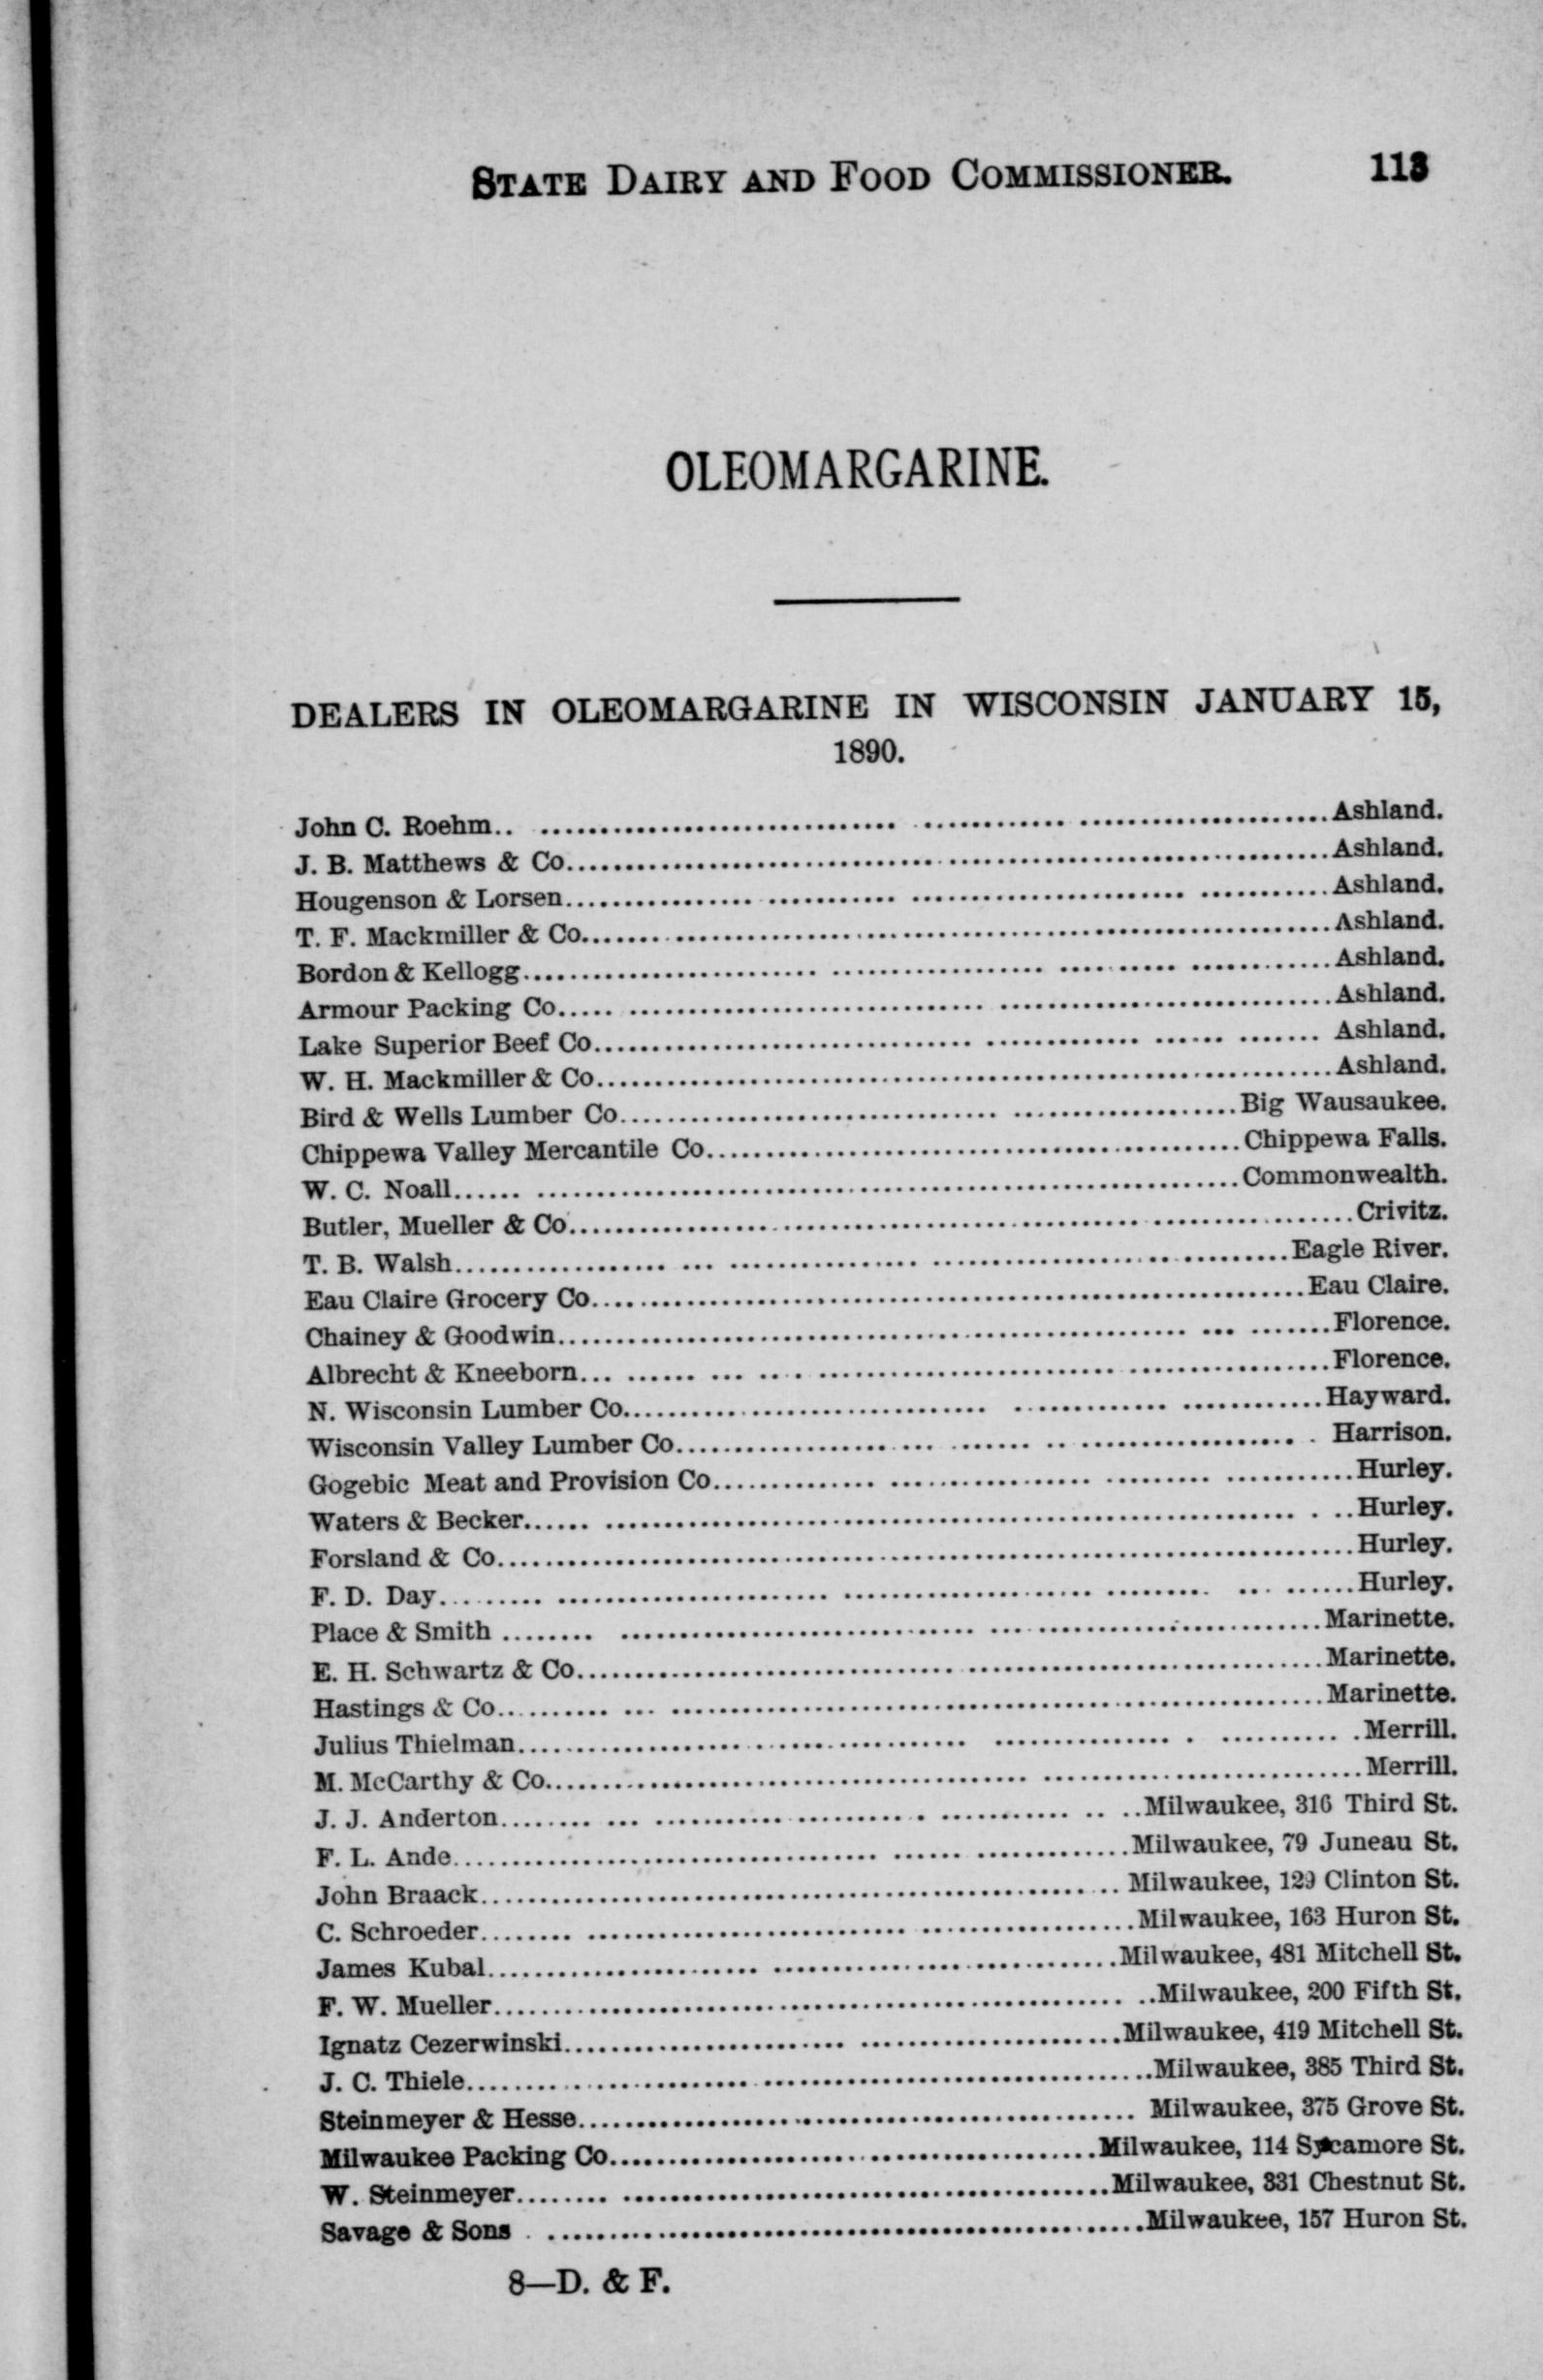 STATE DAIRY AND FOOD COMMISSIONER. 113
OLEOMARGARINE.
DEALERS IN OLEOMARGARINE IN WISCONSIN JANUARY 15,
1890.
John C. Roehm.....Ashland.
J. B. Matthews & Co.....Ashland.
Hougenson & Lorsen.....Ashland.
T. F. Mackmiller & Co.....Ashland.
Bordon & Kellogg.....Ashland.
Armour Packing Co.....Ashland.
Lake Superior Beef Co.....Ashland.
W. H. Mackmiller & Co.....Ashland.
Bird & Wells Lumber Co.....Big Wausaukee.
Chippewa Valley Mercantile Co.....Chippewa Falls.
W. C. Noall.....Commonwealth.
Butler, Mueller & Co.....Crivitz.
T. B. Walsh.....Eagle River.
Eau Claire Grocery Co.....Eau Claire.
Chainey & Goodwin.....Florence.
Albrecht & Kneeborn.....Florence.
N. Wisconsin Lumber Co.....Hayward.
Wisconsin Valley Lumber Co.....Harrison.
Gogebic Meat and Provision Co.....Hurley.
Waters & Becker.....Hurley.
Forsland & Co.....Hurley.
F. D. Day.....Hurley.
Place & Smith.....Marinette.
E. H. Schwartz & Co.....Marinette.
Hastings & Co.....Marinette.
Julius Thielman.....Merrill.
M. McCarthy & Co.....Merrill.
J. J. Anderton.....Milwaukee, 316 Third St.
F. L. Ande.....Milwaukee, 79 Juneau St.
John Braack.....Milwaukee, 129 Clinton St.
C. Schroeder.....Milwaukee, 163 Huron St.
James Kubal.....Milwaukee, 481 Mitchell St.
F. W. Mueller.....Milwaukee, 200 Fifth St.
Ignatz Cezerwinski.....Milwaukee, 419 Mitchell St.
J. C. Thiele.....Milwaukee, 385 Third St.
Steinmeyer & Hesse.....Milwaukee, 375 Grove St.
Milwaukee Packing Co.....Milwaukee, 114 Sycamore St.
W. Steinmeyer.....Milwaukee, 331 Chestnut St.
Savage & Sons.....Milwaukee, 157 Huron St.
8—D. & F.